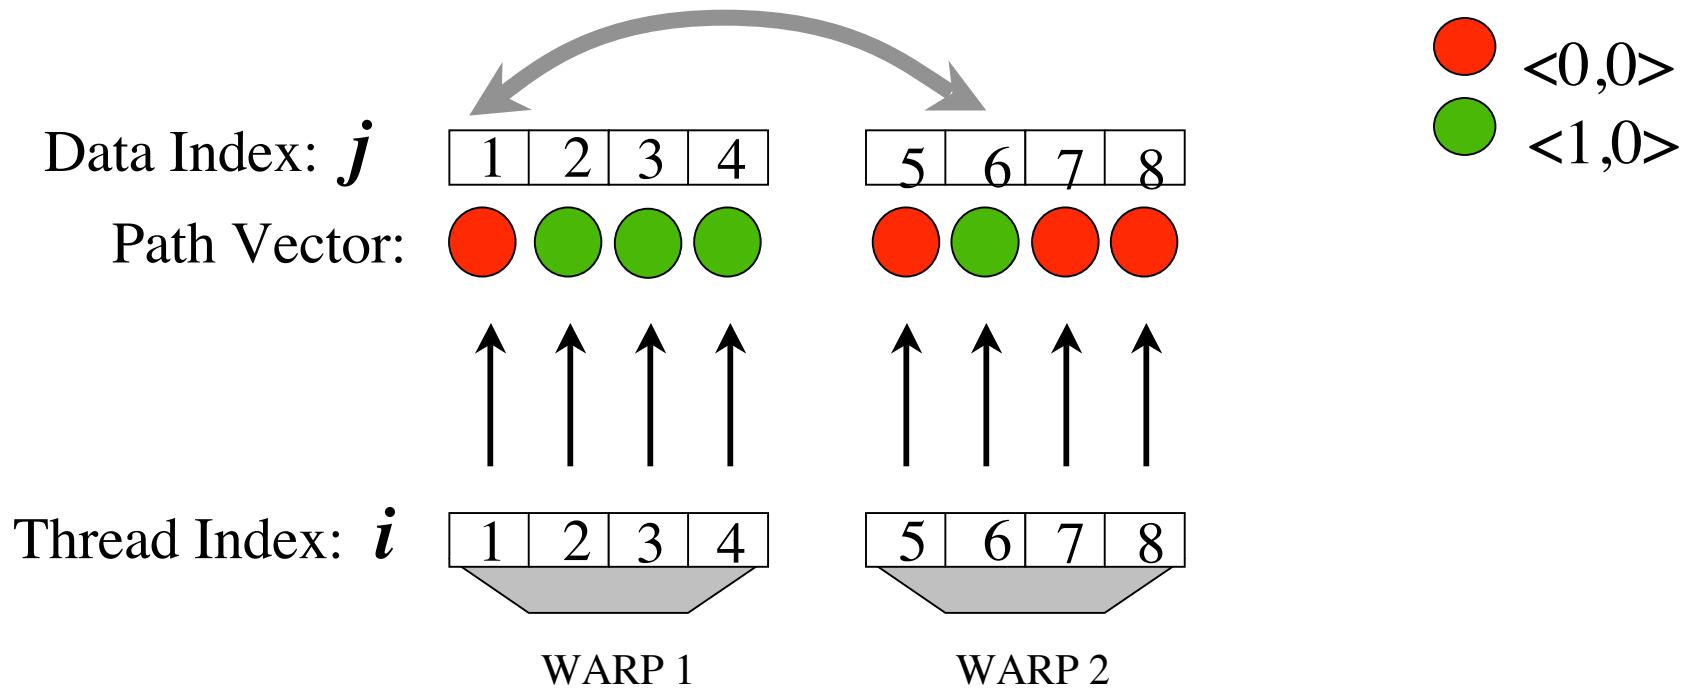 <0,0>
<1,0>
Data Index: j 1 2 3 4 5 6 7 8
Path Vector:
Thread Index: i 1 2 3 4 5 6 7 8
WARP 1 WARP 2